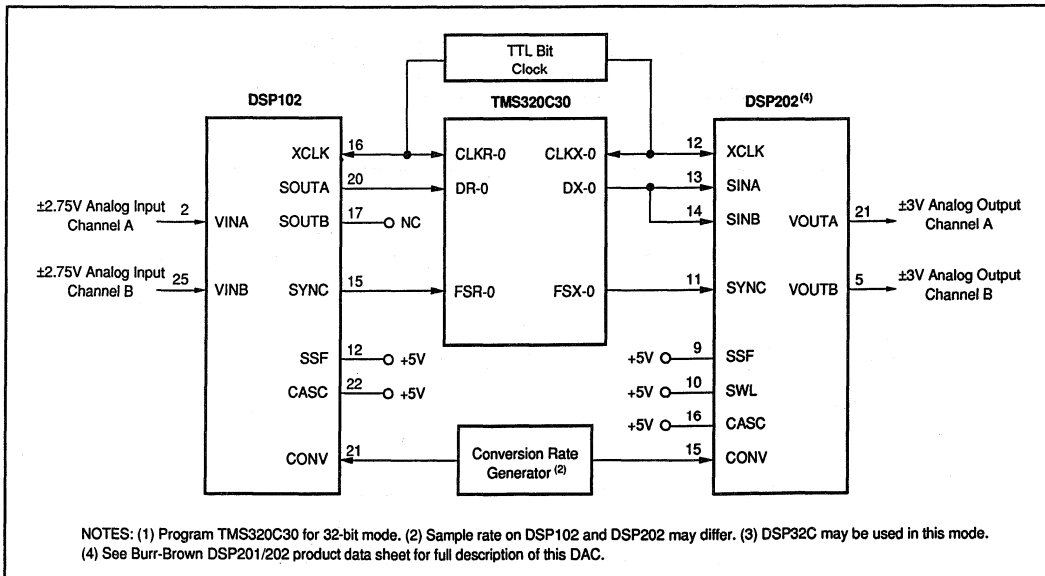 TTL Bit
Clock
DSP102
TMS320C30
DSP202(4)
XCLK
16
CLKR-0
CLKX-0
12
XCLK
SOUTA
20
DR-0
DX-0
13
SINA
±2.75V Analog Input
Channel A
2
VINA
SOUTB
17
NC
14
SINB
VOUTA
21
±3V Analog Output
Channel A
±2.75V Analog Input
Channel B
25
VINB
SYNC
15
FSR-0
FSX-0
11
SYNC
VOUTB
5
±3V Analog Output
Channel B
SSF
12
+5V
+5V
9
SSF
CASC
22
+5V
+5V
10
SWL
+5V
16
CASC
CONV
21
Conversion Rate
Generator (2)
15
CONV
NOTES: (1) Program TMS320C30 for 32-bit mode. (2) Sample rate on DSP102 and DSP202 may differ. (3) DSP32C may be used in this mode.
(4) See Burr-Brown DSP201/202 product data sheet for full description of this DAC.